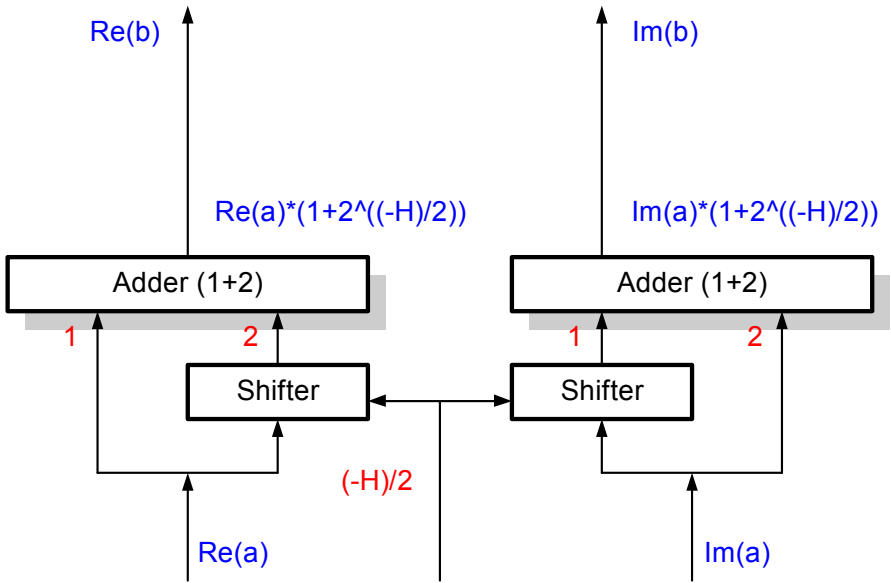 Re(b)
Im(b)
Re(a)*(1+2^((-H)/2))
Im(a)*(1+2^((-H)/2))
Adder (1+2)
Adder (1+2)
1
2
1
2
Shifter
Shifter
(-H)/2
Re(a)
Im(a)